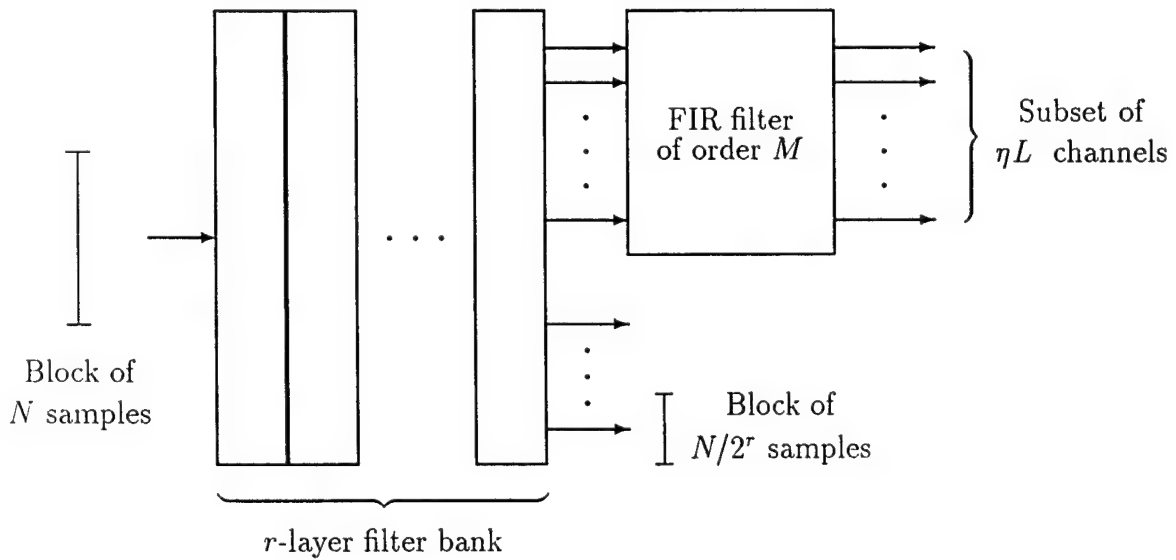 FIR filter
of order M
Subset of
ηL channels
Block of
N samples
Block of
N/2^r samples
r-layer filter bank